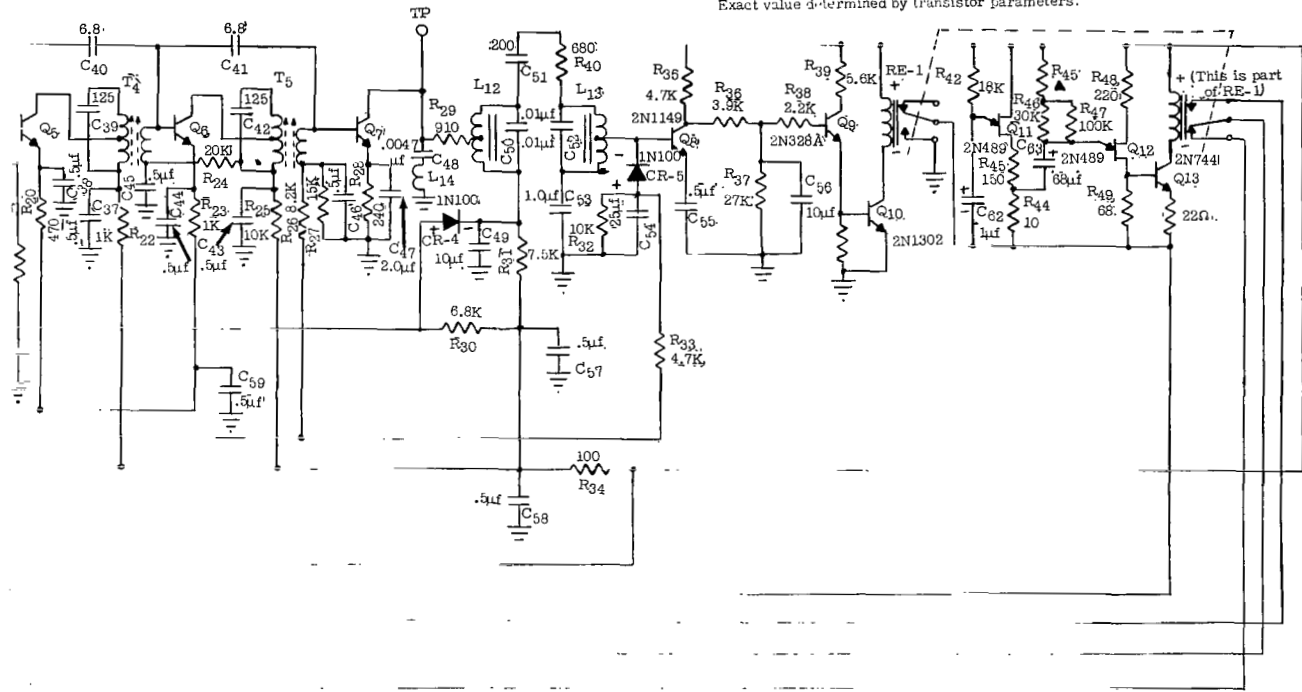 Exact value determined by transistor parameters.
TP
6.8
C40
6.8
C41
T4
T5
125
C39
125
C42
Q5
Q6
Q7
20K
R24
R20
470
.5µf
C38
.5µf
C37
1k
R22
C45
.5µf
C44
.5µf
R23
1K
C43
.5µf
R25
10K
R26 8.2K
R27
15K
.5µf
C46
R28
240
C47
2.0µf
.0047
µf
C48
L14
R29
910
1N100
CR-4
10µf
C49
R31
7.5K
6.8K
R30
L12
200
C51
680
R40
L13
.01µf
.01µf
C50
C52
1.0µf
C53
10K
R32
25µf
C54
1N100
CR-5
R33
4.7K
.5µf
C57
C59
.5µf
100
R34
.5µf
C58
R35
4.7K
2N1149
Q8
.5µf
C55
R36
3.9K
R38
2.2K
2N328A
R37
27K
C56
10µf
R39
5.6K
Q9
Q10
2N1302
RE-1
+
R42
18K
Q11
2N489
R45
150
R44
10
C62
1µf
R45
R46
30K
R47
100K
C63
68µf
2N489
R48
220
Q12
R49
68
2N744
Q13
22Ω
+ (This is part
of RE-1)